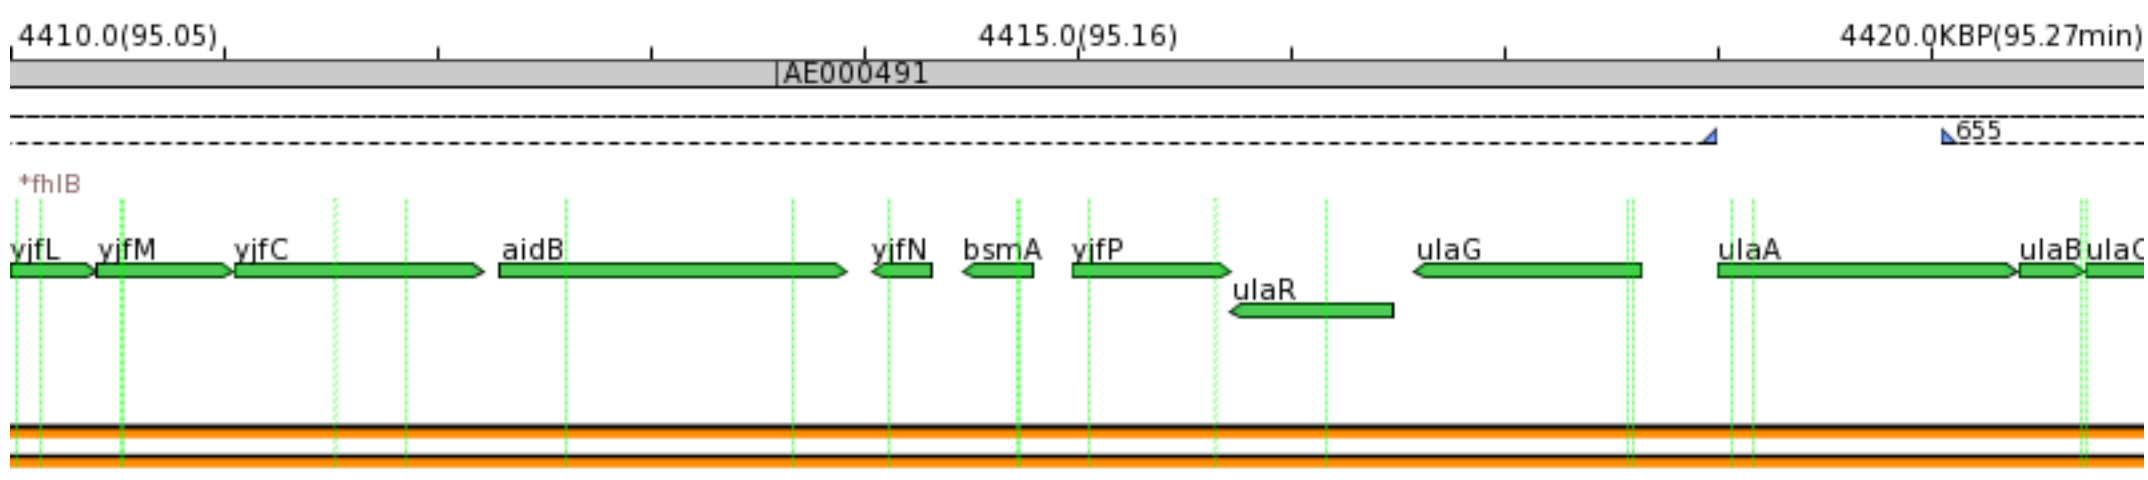 4410.0(95.05) 4415.0(95.16) 4420.0KBP(95.27min)
AE000491
655
*fhlB
yjfL yjfM yjfC aidB yjfN bsmA yjfP ulaG ulaA ulaB ulaC
ulaR